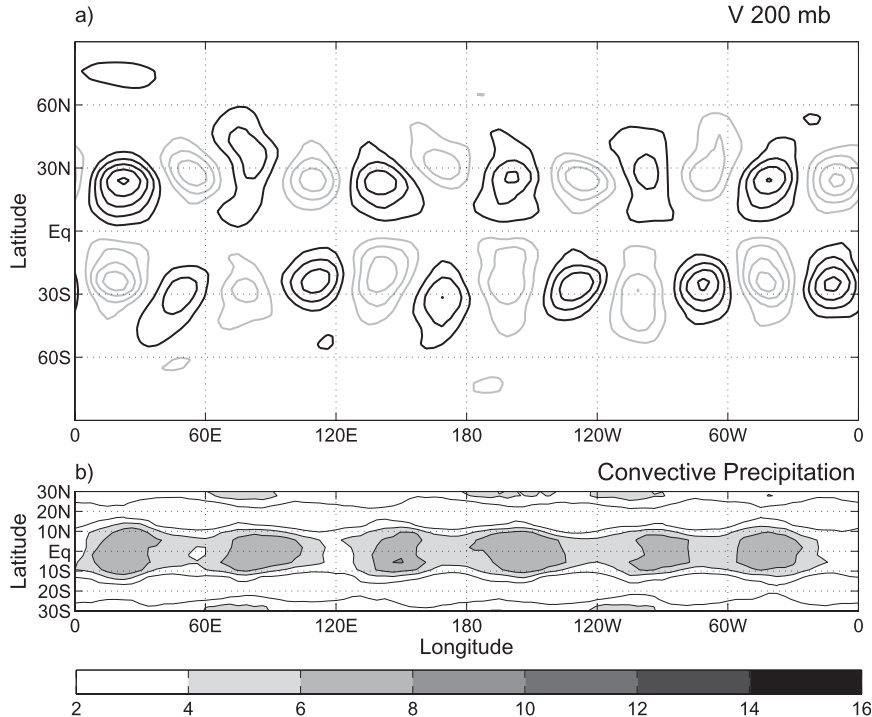 a) V 200 mb
60N
30N
Eq
30S
60S
Latitude
0 60E 120E 180 120W 60W 0
b) Convective Precipitation
30N
20N
10N
Eq
10S
20S
30S
Latitude
0 60E 120E 180 120W 60W 0
Longitude
2 4 6 8 10 12 14 16